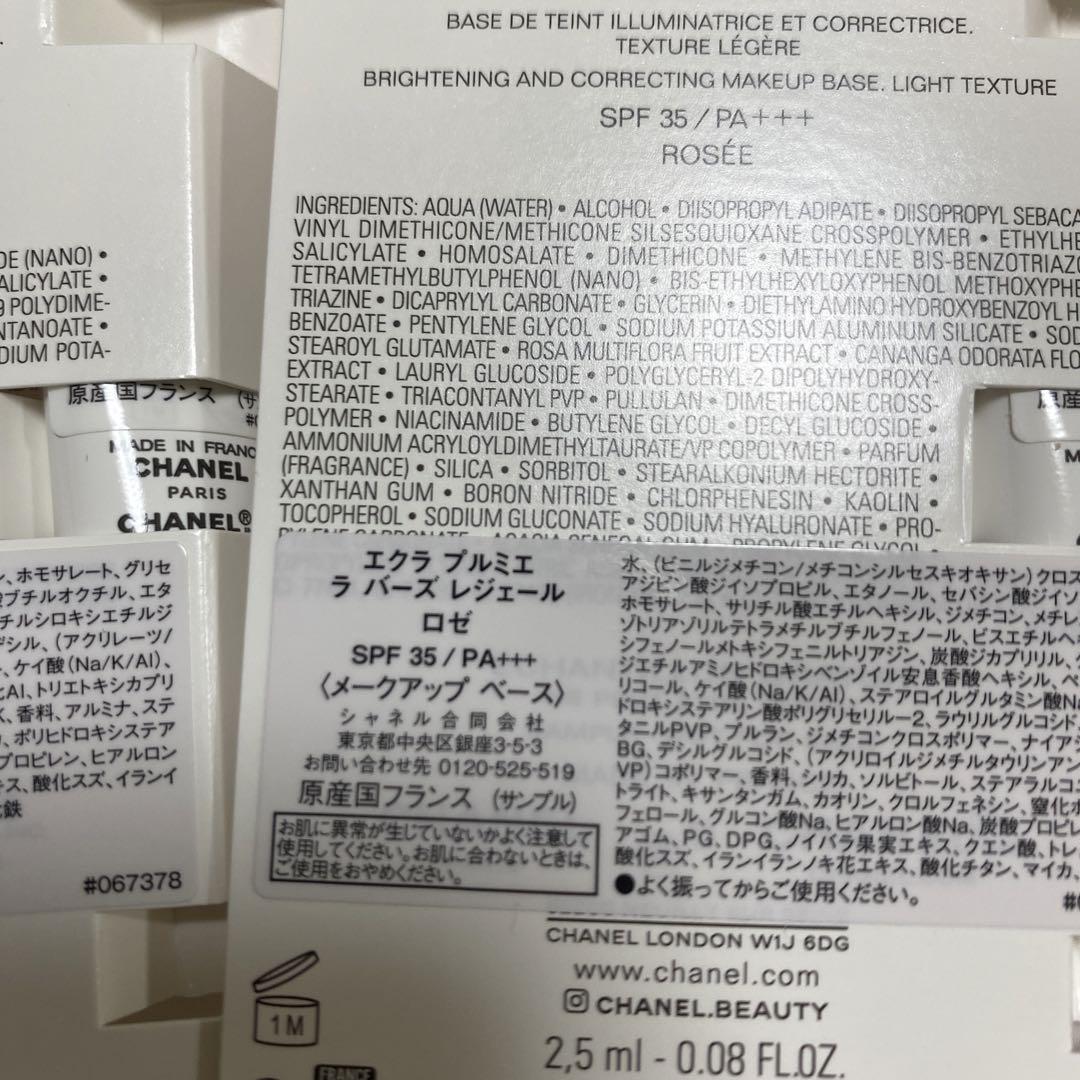 BASE DE TEINT ILLUMINATRICE ET CORRECTRICE.
TEXTURE LÉGÈRE
BRIGHTENING AND CORRECTING MAKEUP BASE. LIGHT TEXTURE
SPF 35 / PA+++
ROSÉE
INGREDIENTS: AQUA (WATER) • ALCOHOL • DIISOPROPYL ADIPATE • DIISOPROPYL SEBACA
VINYL DIMETHICONE/METHICONE SILSESQUIOXANE CROSSPOLYMER • ETHYLHE
SALICYLATE • HOMOSALATE • DIMETHICONE • METHYLENE BIS-BENZOTRIAZO
TETRAMETHYLBUTYLPHENOL (NANO) • BIS-ETHYLHEXYLOXYPHENOL METHOXYPHE
TRIAZINE • DICAPRYLYL CARBONATE • GLYCERIN • DIETHYLAMINO HYDROXYBENZOYL H
BENZOATE • PENTYLENE GLYCOL • SODIUM POTASSIUM ALUMINUM SILICATE • SOD
STEAROYL GLUTAMATE • ROSA MULTIFLORA FRUIT EXTRACT • CANANGA ODORATA FLO
EXTRACT • LAURYL GLUCOSIDE • POLYGLYCERYL-2 DIPOLYHYDROXY-
STEARATE • TRIACONTANYL PVP • PULLULAN • DIMETHICONE CROSS-
POLYMER • NIACINAMIDE • BUTYLENE GLYCOL • DECYL GLUCOSIDE •
AMMONIUM ACRYLOYLDIMETHYLTAURATE/VP COPOLYMER • PARFUM
(FRAGRANCE) • SILICA • SORBITOL • STEARALKONIUM HECTORITE •
XANTHAN GUM • BORON NITRIDE • CHLORPHENESIN • KAOLIN •
TOCOPHEROL • SODIUM GLUCONATE • SODIUM HYALURONATE • PRO-
PYLENE CARBONATE • ACACIA SENEGAL GUM • PROPYLENE GLYCOL •
エクラ プルミエ
ラ バーズ レジェール
ロゼ
SPF 35 / PA+++
〈メークアップ ベース〉
シャネル合同会社
東京都中央区銀座3-5-3
お問い合わせ先 0120-525-519
原産国フランス (サンプル)
お肌に異常が生じていないかよく注意して
使用してください。お肌に合わないときは、
ご使用をおやめください。
水、(ビニルジメチコン/メチコンシルセスキオキサン)クロス
アジピン酸ジイソプロピル、エタノール、セバシン酸ジイソ
ホモサレート、サリチル酸エチルヘキシル、ジメチコン、メチレ
ゾトリアゾリルテトラメチルブチルフェノール、ビスエチルヘキ
シフェノールメトキシフェニルトリアジン、炭酸ジカプリリル、グ
ジエチルアミノヒドロキシベンゾイル安息香酸ヘキシル、ペ
リコール、ケイ酸(Na/K/Al)、ステアロイルグルタミン酸Na
ドロキシステアリン酸ポリグリセリル-2、ラウリルグルコシド、
タニルPVP、プルラン、ジメチコンクロスポリマー、ナイアシ
BG、デシルグルコシド、(アクリロイルジメチルタウリンアン
VP)コポリマー、香料、シリカ、ソルビトール、ステアラルコニ
トライト、キサンタンガム、カオリン、クロルフェネシン、窒化ホ
フェロール、グルコン酸Na、ヒアルロン酸Na、炭酸プロピレ
アゴム、PG、DPG、ノイバラ果実エキス、クエン酸、トレ
酸化スズ、イランイランノキ花エキス、酸化チタン、マイカ、
●よく振ってからご使用ください。
CHANEL LONDON W1J 6DG
www.chanel.com
CHANEL.BEAUTY
1M
2,5 ml - 0.08 FL.OZ.
FRANCE
DE (NANO) •
ALICYLATE •
9 POLYDIME-
NTANOATE •
DIUM POTA-
原産国フランス (サ
MADE IN FRANC
CHANEL
PARIS
CHANEL®
ン、ホモサレート、グリセ
酸ブチルオクチル、エタ
チルシロキシエチルジ
デシル、(アクリレーツ/
、ケイ酸(Na/K/Al)、
化Al、トリエトキシカプリ
K、香料、アルミナ、ステ
、ポリヒドロキシステア
プロピレン、ヒアルロン
キス、酸化スズ、イランイ
鉄
#067378